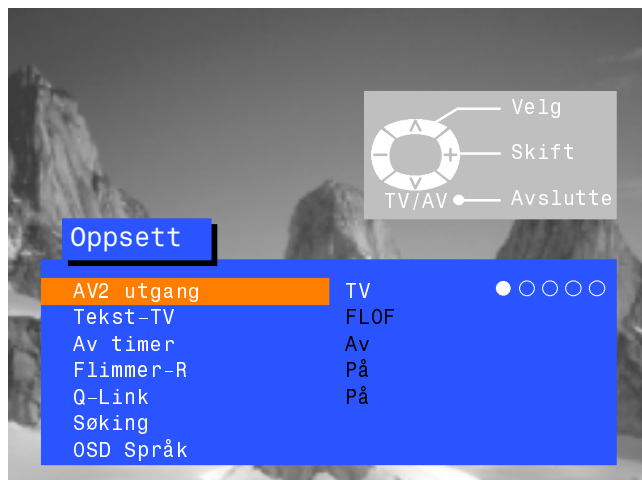 Velg
Skift
TV/AV Avslutte
Oppsett
AV2 utgang TV
Tekst-TV FLOF
Av timer Av
Flimmer-R På
Q-Link På
Søking
OSD Språk